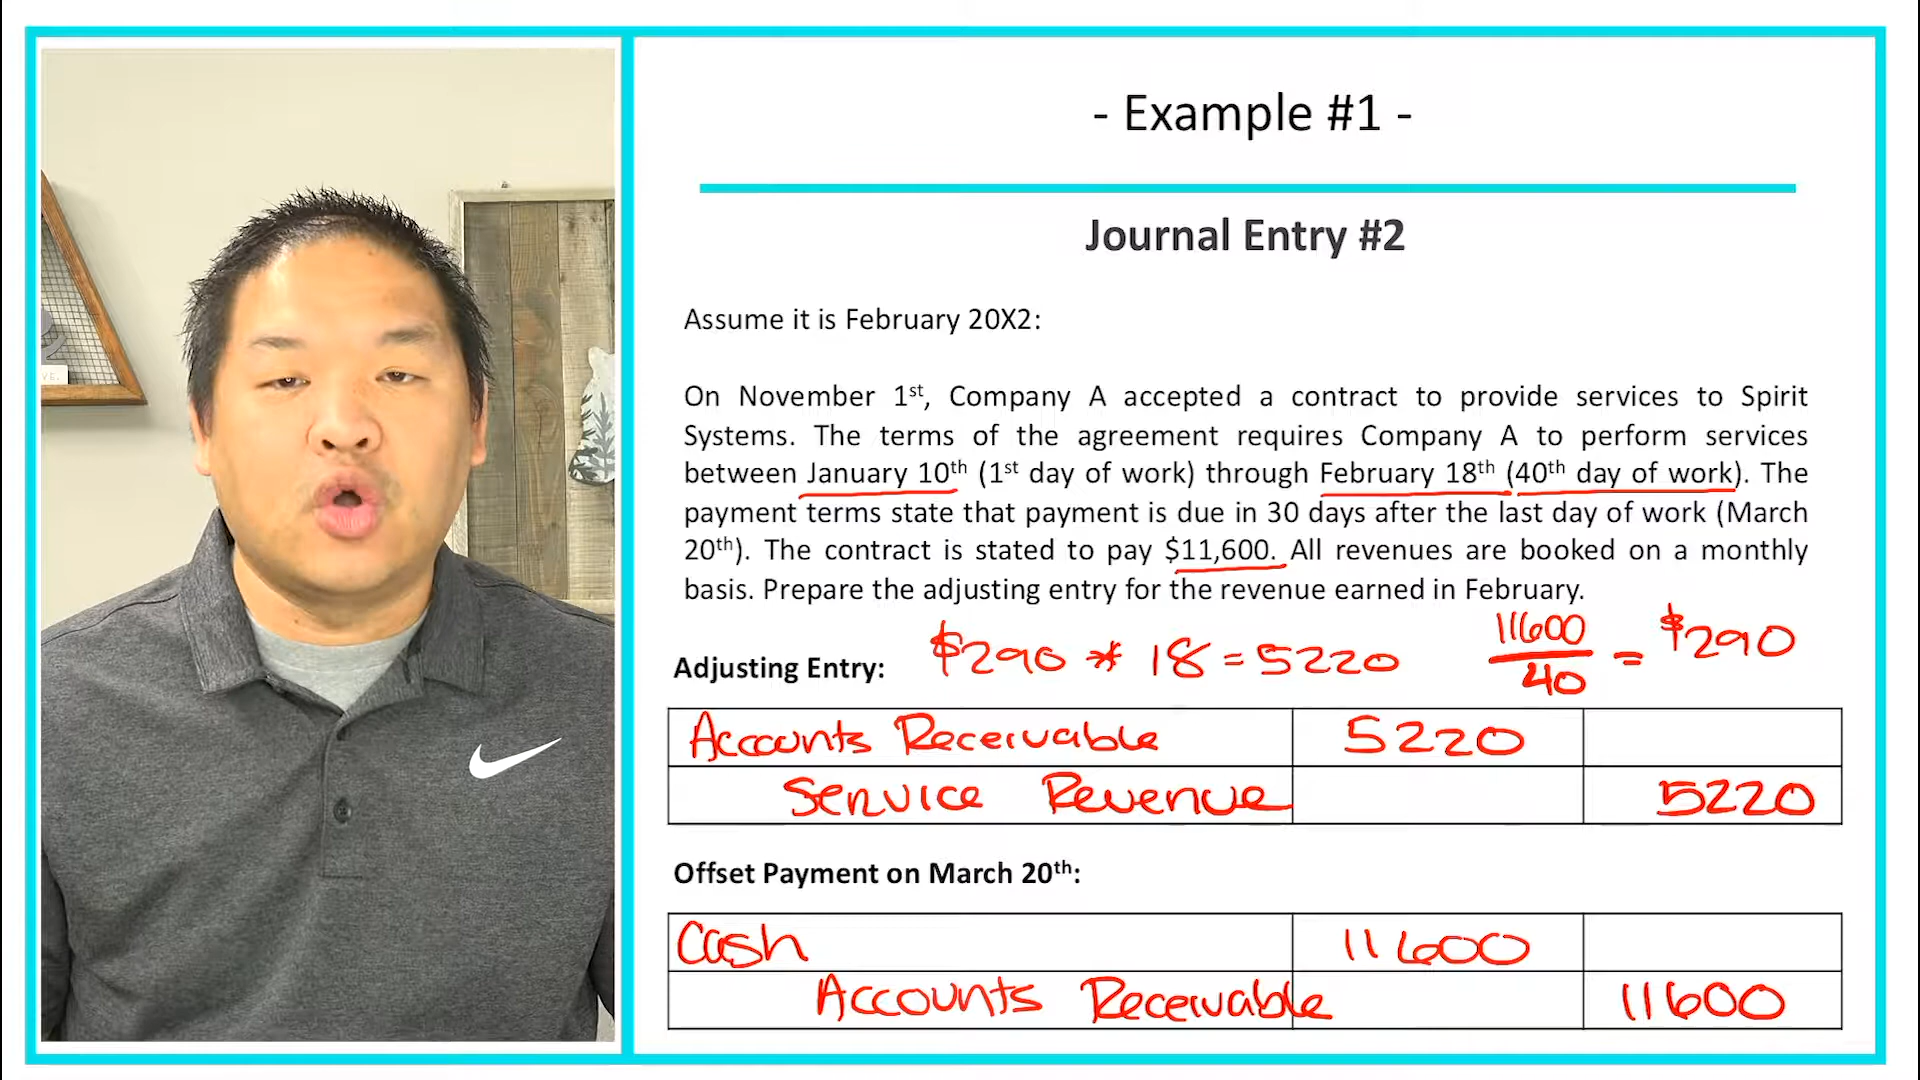 - Example #1 -
Journal Entry #2
Assume it is February 20X2:
On November 1st, Company A accepted a contract to provide services to Spirit
Systems. The terms of the agreement requires Company A to perform services
between January 10th (1st day of work) through February 18th (40th day of work). The
payment terms state that payment is due in 30 days after the last day of work (March
20th). The contract is stated to pay $11,600. All revenues are booked on a monthly
basis. Prepare the adjusting entry for the revenue earned in February.
Adjusting Entry: $290 * 18 = 5220 11600/40 = $290
Accounts Receivable 5220
Service Revenue 5220
Offset Payment on March 20th:
Cash 11600
Accounts Receivable 11600